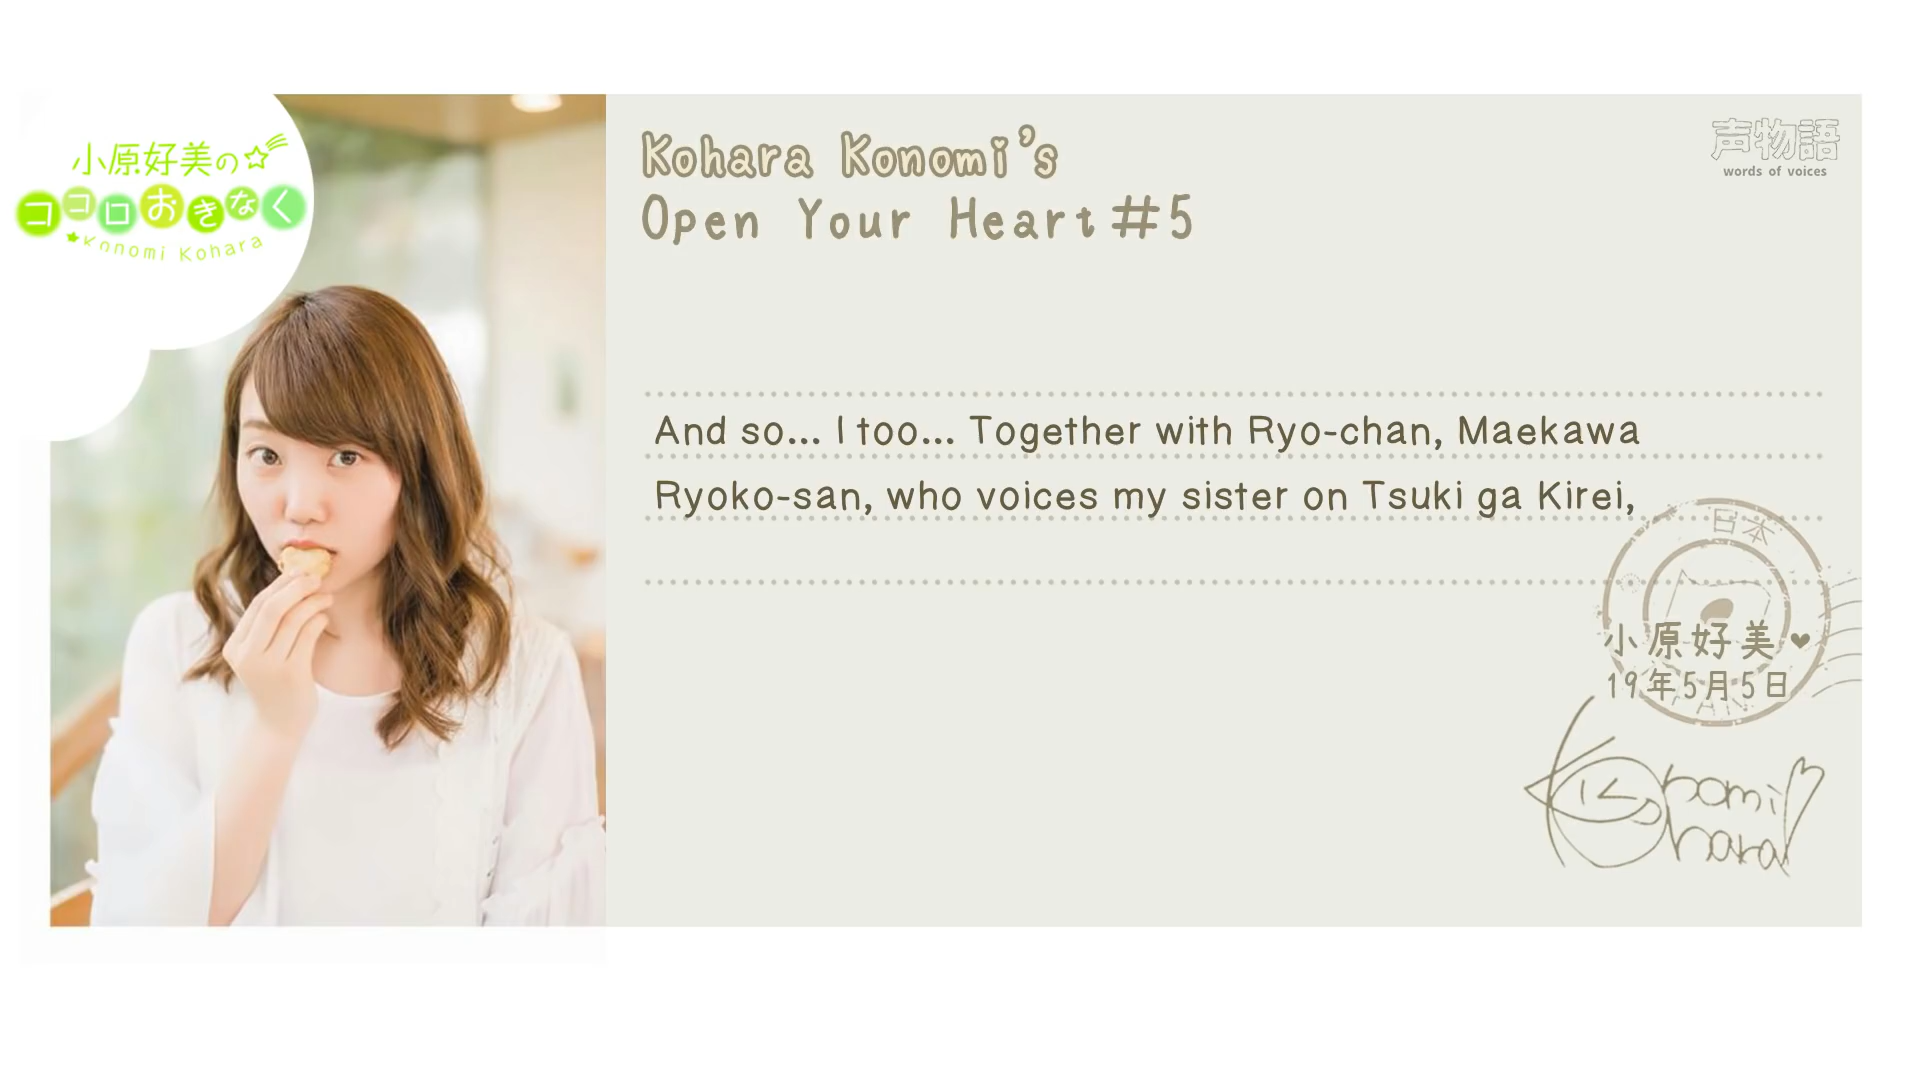 小原好美の☆
ココロおきなく
★Konomi Kohara
Kohara Konomi's
Open Your Heart#5
声物語
words of voices
And so... I too... Together with Ryo-chan, Maekawa
Ryoko-san, who voices my sister on Tsuki ga Kirei,
日本
小原好美♥
19年5月5日
Konomi
Kohara